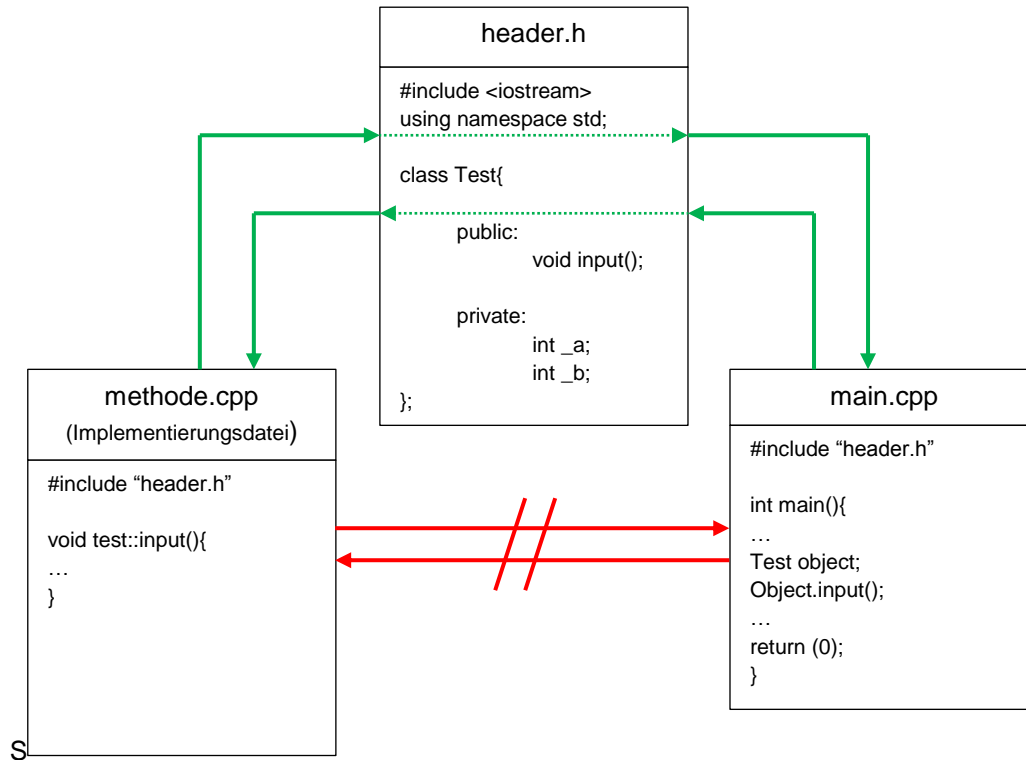 header.h
#include <iostream>
using namespace std;
class Test{
public:
void input();
private:
int _a;
int _b;
};
methode.cpp
(Implementierungsdatei)
#include “header.h”
void test::input(){
…
}
main.cpp
#include “header.h”
int main(){
…
Test object;
Object.input();
…
return (0);
}
S